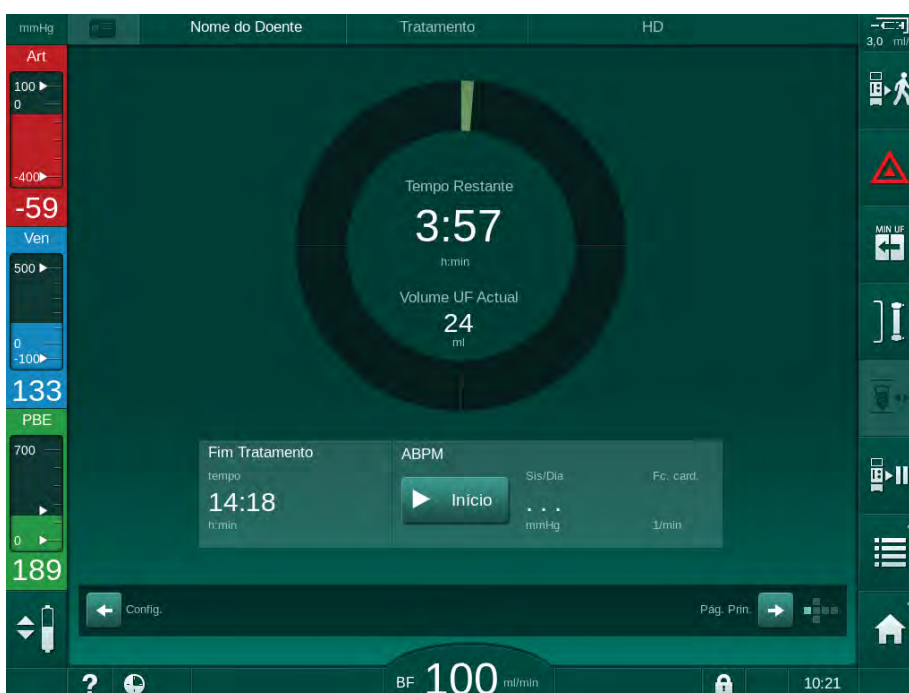 mmHg
Nome do Doente
Tratamento
HD
3,0 ml/
Art
100
0
-400
-59
Ven
500
0
-100
133
PBE
700
0
189
Tempo Restante
3:57
h:min
Volume UF Actual
24
ml
MIN UF
Fim Tratamento
tempo
14:18
h:min
ABPM
Início
Sis/Dia
. . .
mmHg
Fc. card.
1/min
Config.
Pág. Prin.
?
BF 100 ml/min
10:21